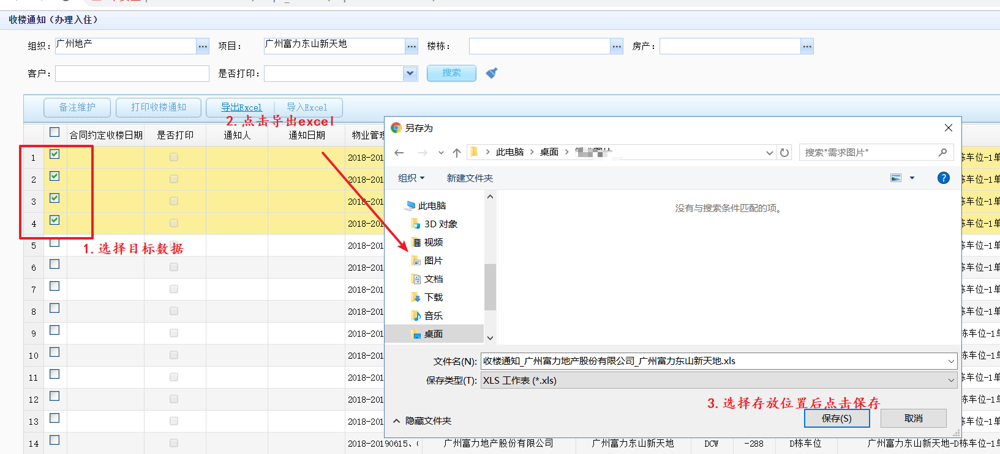 收楼通知（办理入住）
组织： 广州地产 ... 项目： 广州富力东山新天地 ... 楼栋： ... 房产： ...
客户： 是否打印： 搜索
备注维护 打印收楼通知 导出Excel 导入Excel
2.点击导出excel
合同约定收楼日期 是否打印 通知人 通知日期 物业管理
1 2018-201 栋车位-1单
2 2018-201 栋车位-1单
3 2018-201 栋车位-1单
4 2018-201 栋车位-1单
5 2018-201 栋车位-1单
1.选择目标数据
6 2018-201 栋车位-1单
7 2018-201 栋车位-1单
8 2018-201 栋车位-1单
9 2018-201 栋车位-1单
10 2018-201 栋车位-1单
11 2018-201 栋车位-1单
12 2018-201 栋车位-1单
13 2018-201 栋车位-1单
14 2018-20190615、 广州富力地产股份有限公司 广州富力东山新天地 DCW -288 D栋车位 广州富力东山新天地-D栋车位-1单
另存为
此电脑 桌面
搜索"需求图片"
组织 新建文件夹
此电脑
3D 对象
视频
图片
文档
下载
音乐
桌面
没有与搜索条件匹配的项。
文件名(N): 收楼通知_广州富力地产股份有限公司_广州富力东山新天地.xls
保存类型(T): XLS 工作表 (*.xls)
3.选择存放位置后点击保存
隐藏文件夹 保存(S) 取消